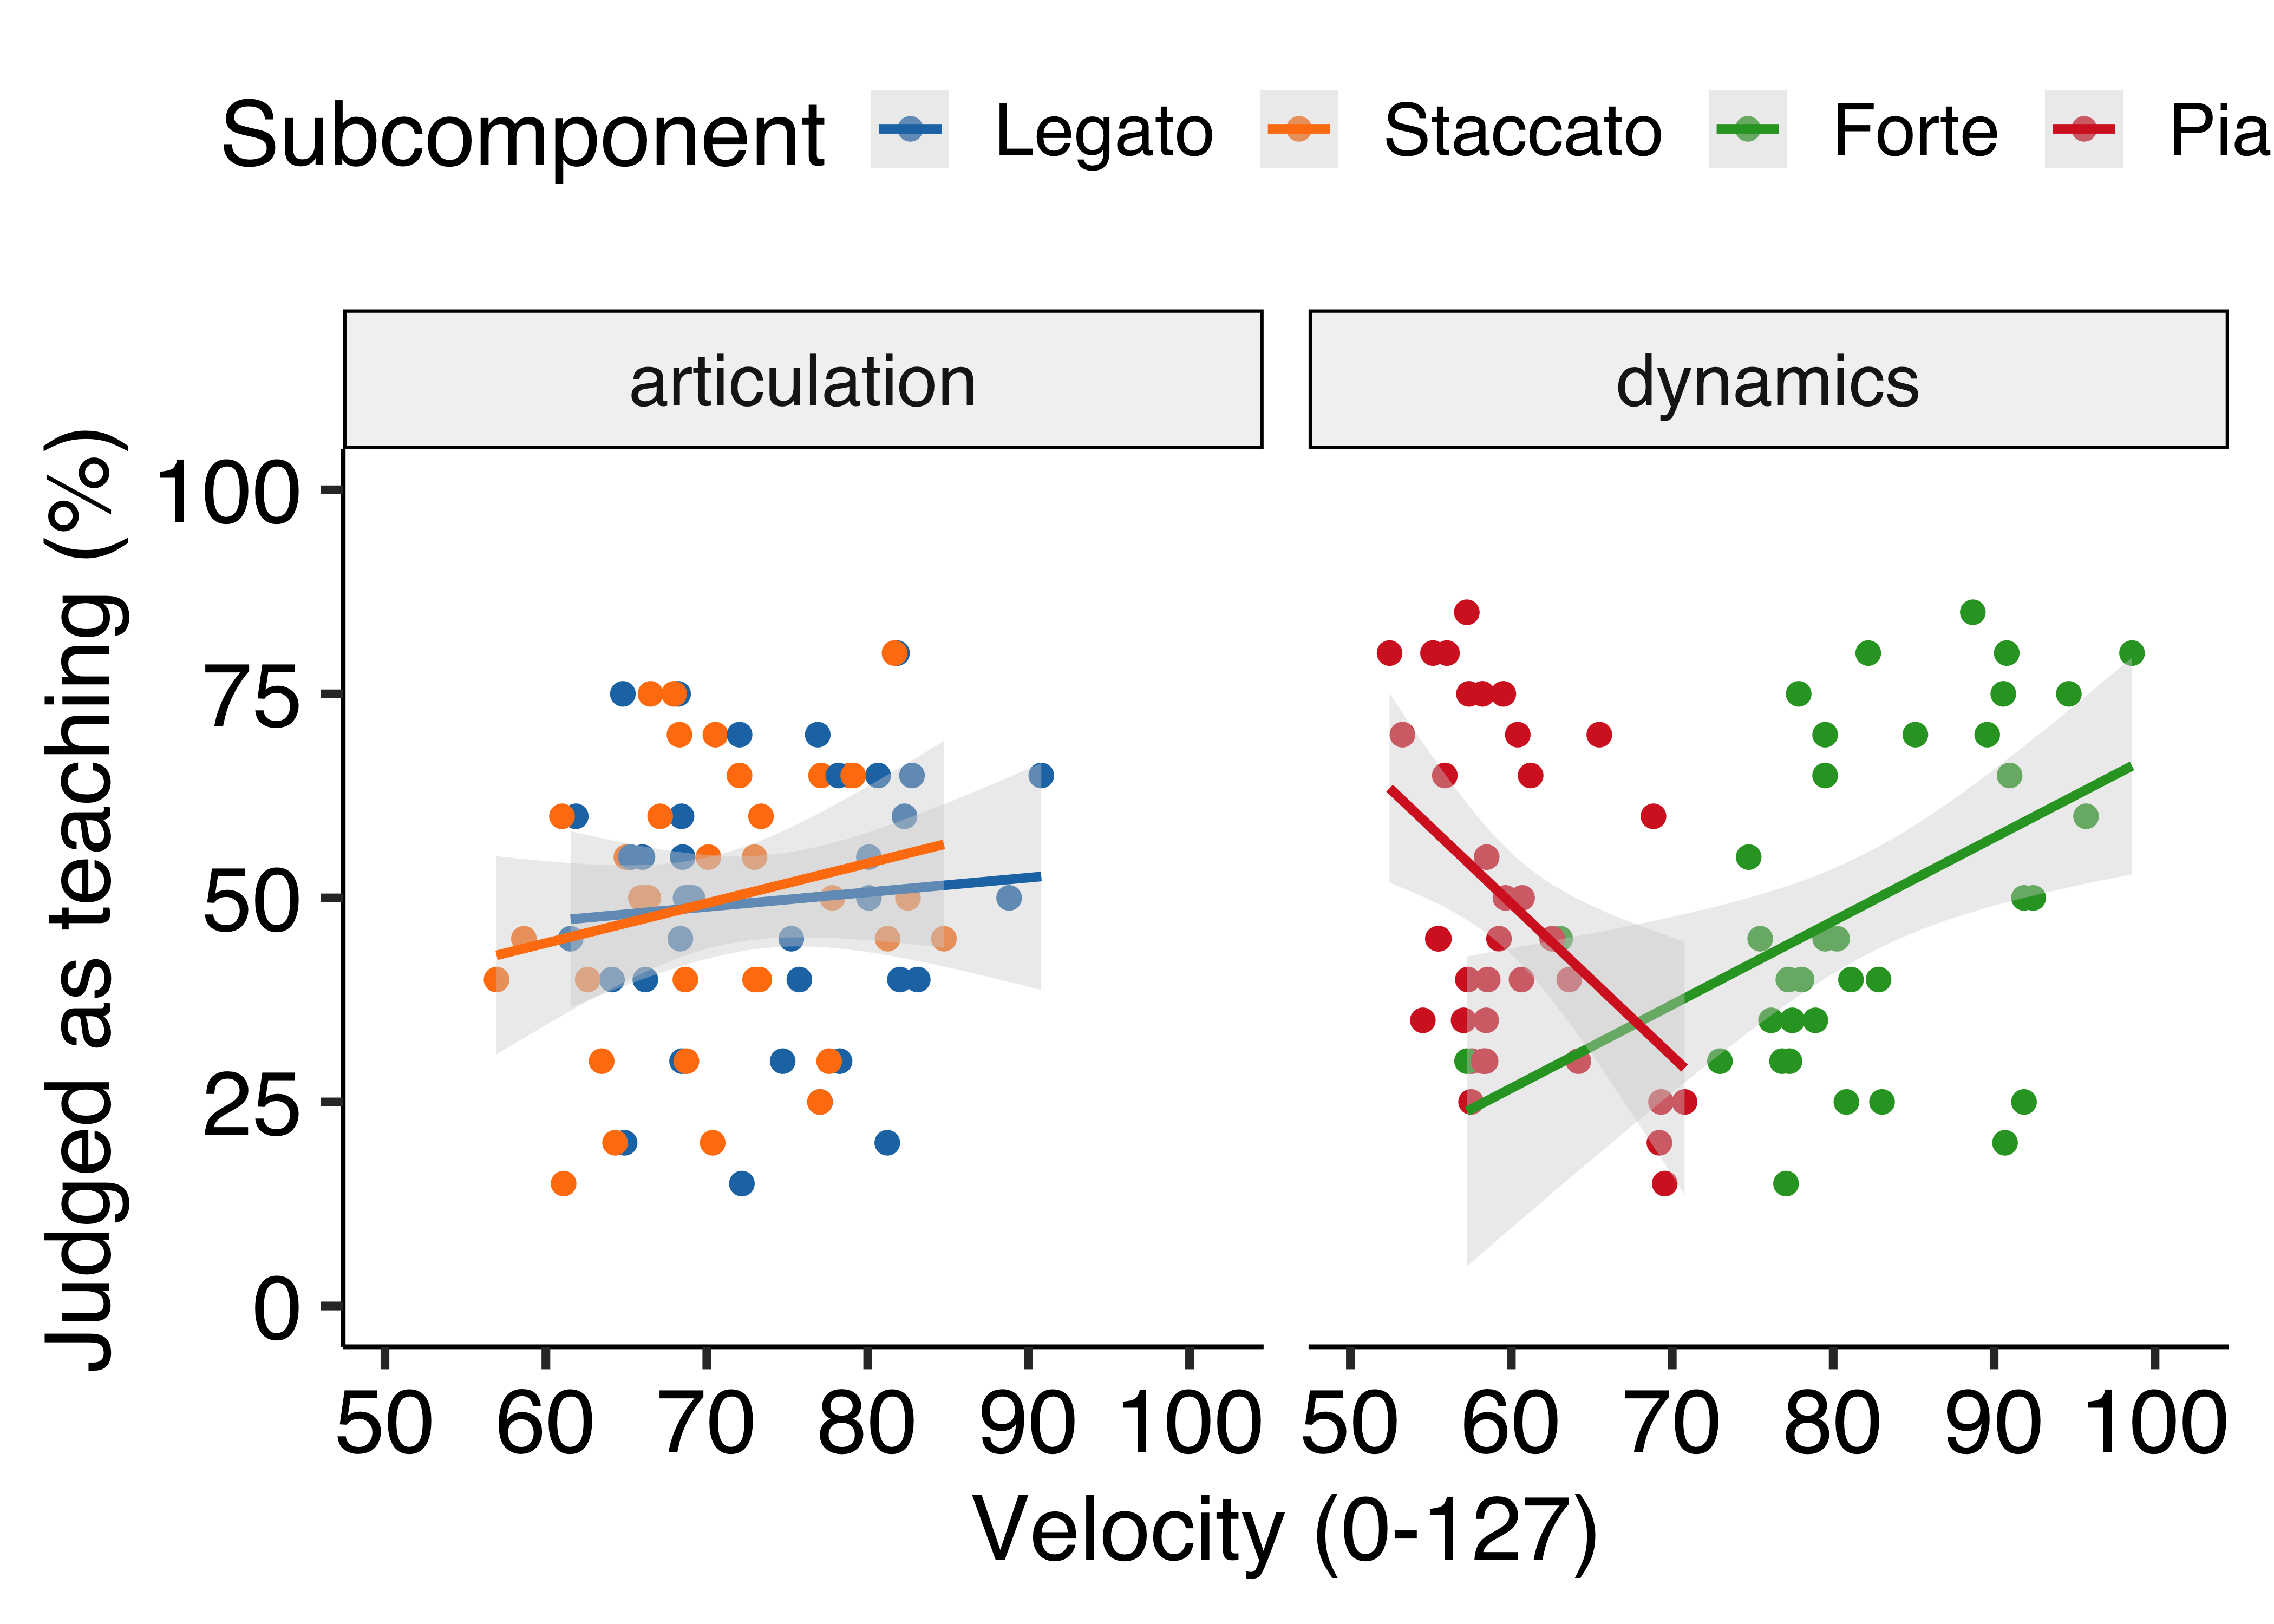 Subcomponent Legato Staccato Forte Pia
articulation dynamics
Judged as teaching (%)
100
75
50
25
0
50 60 70 80 90 100 50 60 70 80 90 100
Velocity (0-127)